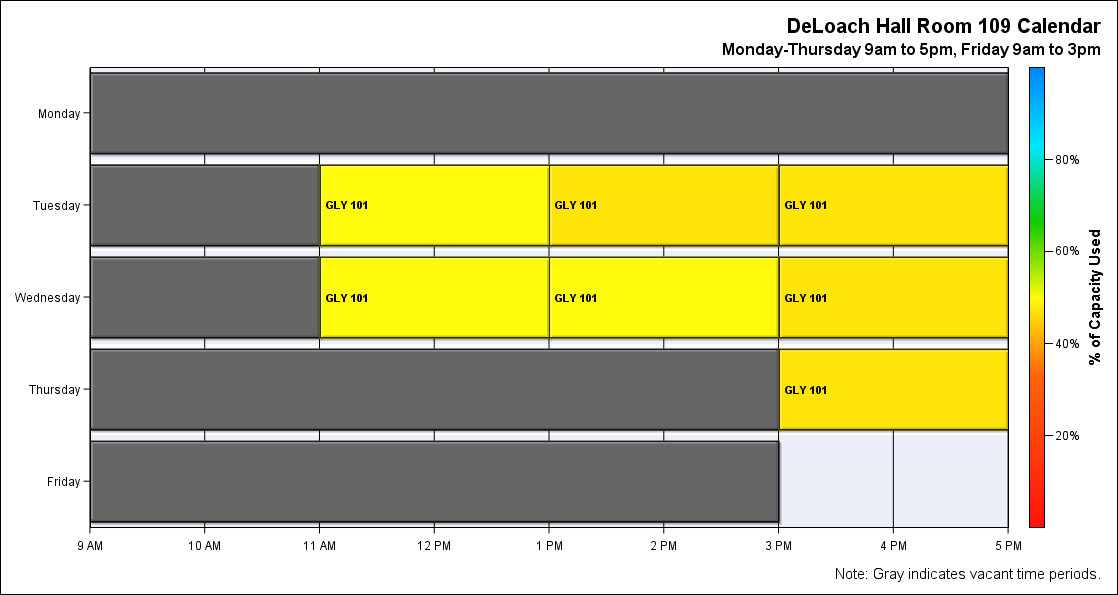 DeLoach Hall Room 109 Calendar
Monday-Thursday 9am to 5pm, Friday 9am to 3pm
Monday
Tuesday
GLY 101
GLY 101
GLY 101
Wednesday
GLY 101
GLY 101
GLY 101
Thursday
GLY 101
Friday
9 AM
10 AM
11 AM
12 PM
1 PM
2 PM
3 PM
4 PM
5 PM
80%
60%
40%
20%
% of Capacity Used
Note: Gray indicates vacant time periods.